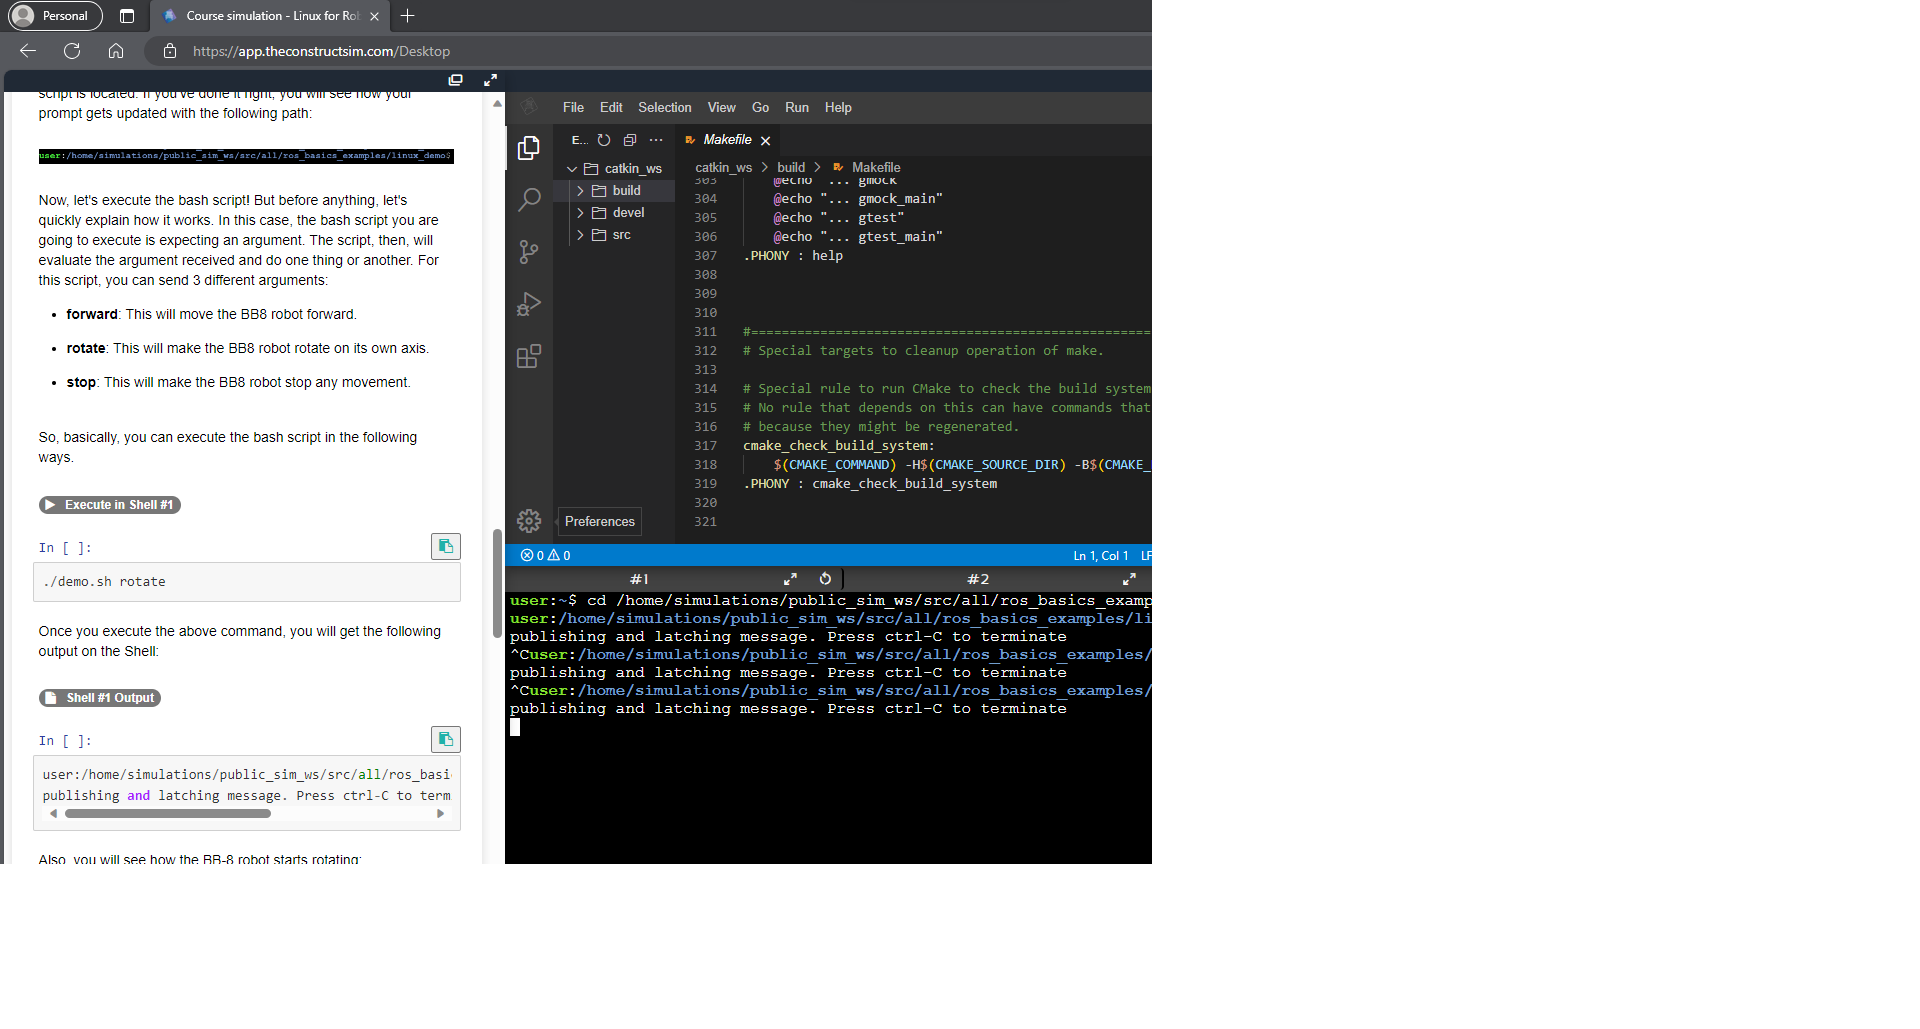 Personal
Course simulation - Linux for Ro
https://app.theconstructsim.com/Desktop
script is located. If you've done it right, you will see how your
prompt gets updated with the following path:
user:/home/simulations/public_sim_ws/src/all/ros_basics_examples/linux_demo$
Now, let's execute the bash script! But before anything, let's
quickly explain how it works. In this case, the bash script you are
going to execute is expecting an argument. The script, then, will
evaluate the argument received and do one thing or another. For
this script, you can send 3 different arguments:
• forward: This will move the BB8 robot forward.
• rotate: This will make the BB8 robot rotate on its own axis.
• stop: This will make the BB8 robot stop any movement.
So, basically, you can execute the bash script in the following
ways.
Execute in Shell #1
In [ ]:
./demo.sh rotate
Once you execute the above command, you will get the following
output on the Shell:
Shell #1 Output
In [ ]:
user:/home/simulations/public_sim_ws/src/all/ros_basi
publishing and latching message. Press ctrl-C to term
Also, you will see how the BB-8 robot starts rotating:
File Edit Selection View Go Run Help
E...
catkin_ws
build
devel
src
Preferences
Makefile
catkin_ws > build > Makefile
303 @echo "... gmock
304 @echo "... gmock_main"
305 @echo "... gtest"
306 @echo "... gtest_main"
307 .PHONY : help
308
309
310
311 #====================================================
312 # Special targets to cleanup operation of make.
313
314 # Special rule to run CMake to check the build system
315 # No rule that depends on this can have commands that
316 # because they might be regenerated.
317 cmake_check_build_system:
318 $(CMAKE_COMMAND) -H$(CMAKE_SOURCE_DIR) -B$(CMAKE_
319 .PHONY : cmake_check_build_system
320
321
0 0
Ln 1, Col 1 LF
#1
#2
user:~$ cd /home/simulations/public_sim_ws/src/all/ros_basics_examp
user:/home/simulations/public_sim_ws/src/all/ros_basics_examples/li
publishing and latching message. Press ctrl-C to terminate
^Cuser:/home/simulations/public_sim_ws/src/all/ros_basics_examples/
publishing and latching message. Press ctrl-C to terminate
^Cuser:/home/simulations/public_sim_ws/src/all/ros_basics_examples/
publishing and latching message. Press ctrl-C to terminate